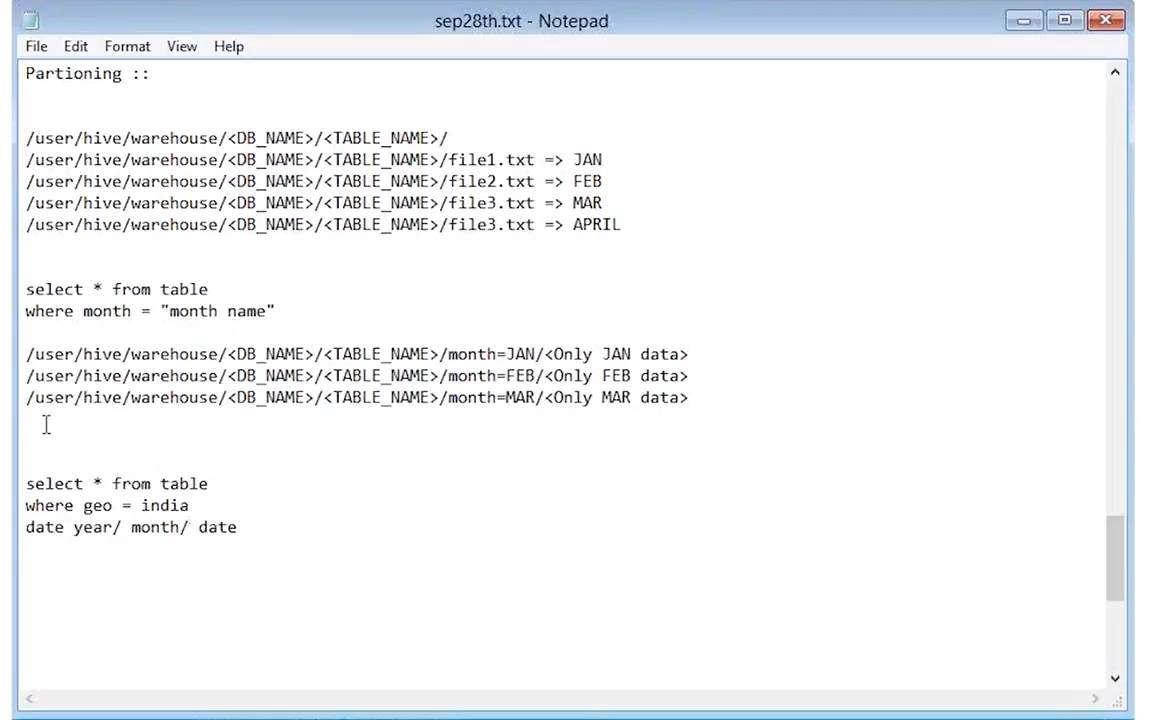 sep28th.txt - Notepad
File Edit Format View Help
Partioning ::
/user/hive/warehouse/<DB_NAME>/<TABLE_NAME>/
/user/hive/warehouse/<DB_NAME>/<TABLE_NAME>/file1.txt => JAN
/user/hive/warehouse/<DB_NAME>/<TABLE_NAME>/file2.txt => FEB
/user/hive/warehouse/<DB_NAME>/<TABLE_NAME>/file3.txt => MAR
/user/hive/warehouse/<DB_NAME>/<TABLE_NAME>/file3.txt => APRIL
select * from table
where month = "month name"
/user/hive/warehouse/<DB_NAME>/<TABLE_NAME>/month=JAN/<Only JAN data>
/user/hive/warehouse/<DB_NAME>/<TABLE_NAME>/month=FEB/<Only FEB data>
/user/hive/warehouse/<DB_NAME>/<TABLE_NAME>/month=MAR/<Only MAR data>
select * from table
where geo = india
date year/ month/ date